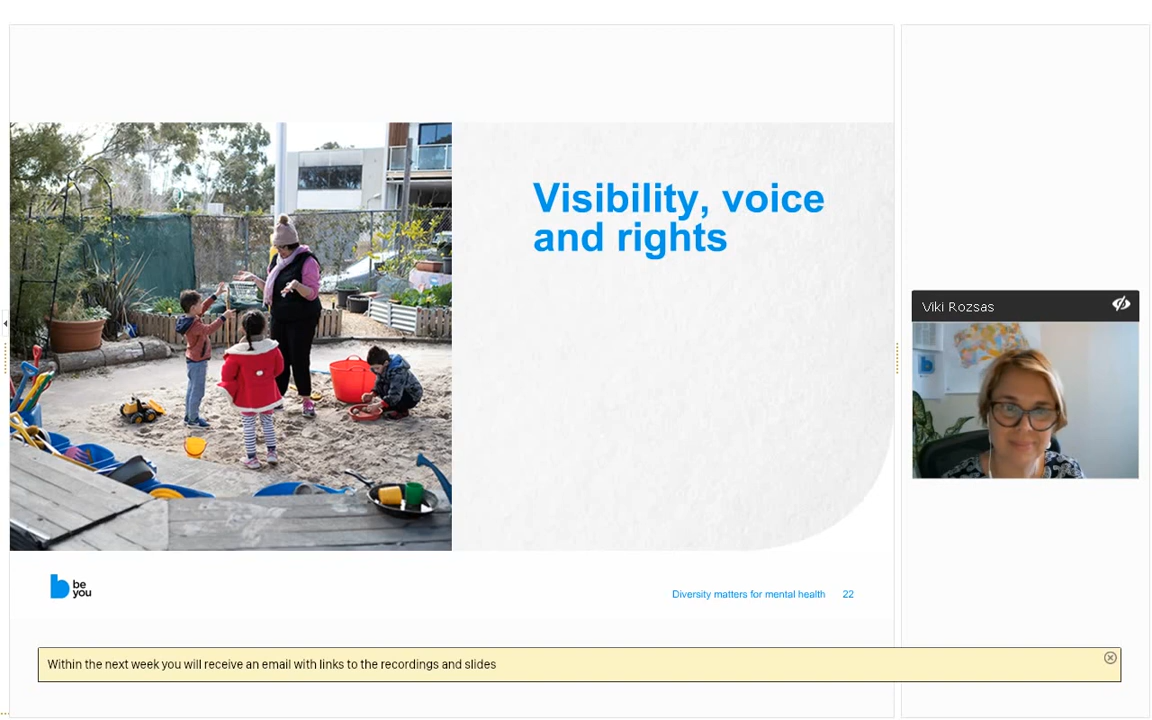 Visibility, voice
and rights
Viki Rozsas
be
you
Diversity matters for mental health 22
Within the next week you will receive an email with links to the recordings and slides